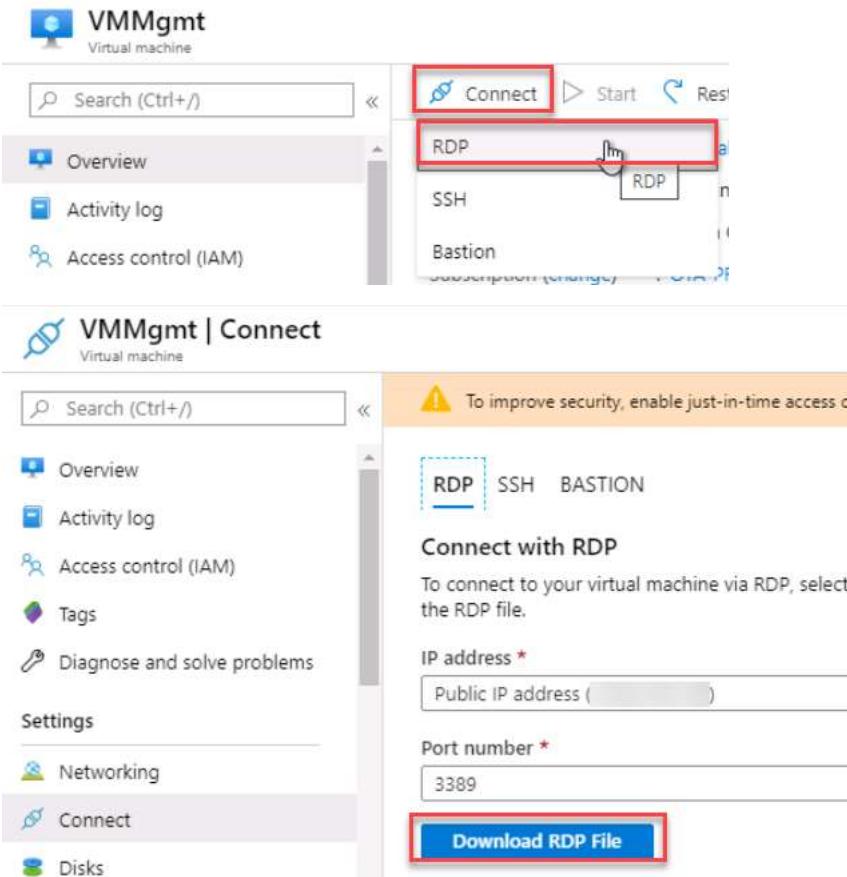 VMMgmt
Virtual machine
Search (Ctrl+/)
«
Connect
Start
Rest
Overview
Activity log
Access control (IAM)
RDP
RDP
SSH
Bastion
Subscription (change)
VMMgmt | Connect
Virtual machine
Search (Ctrl+/)
«
To improve security, enable just-in-time access
Overview
Activity log
Access control (IAM)
Tags
Diagnose and solve problems
Settings
Networking
Connect
Disks
RDP SSH BASTION
Connect with RDP
To connect to your virtual machine via RDP, select
the RDP file.
IP address *
Public IP address ( )
Port number *
3389
Download RDP File